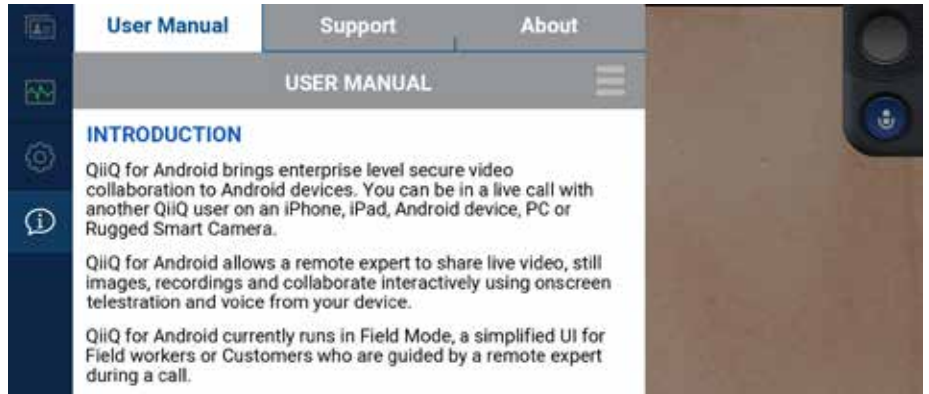 User Manual Support About
USER MANUAL
INTRODUCTION
QiiQ for Android brings enterprise level secure video
collaboration to Android devices. You can be in a live call with
another QiiQ user on an iPhone, iPad, Android device, PC or
Rugged Smart Camera.
QiiQ for Android allows a remote expert to share live video, still
images, recordings and collaborate interactively using onscreen
telestration and voice from your device.
QiiQ for Android currently runs in Field Mode, a simplified UI for
Field workers or Customers who are guided by a remote expert
during a call.